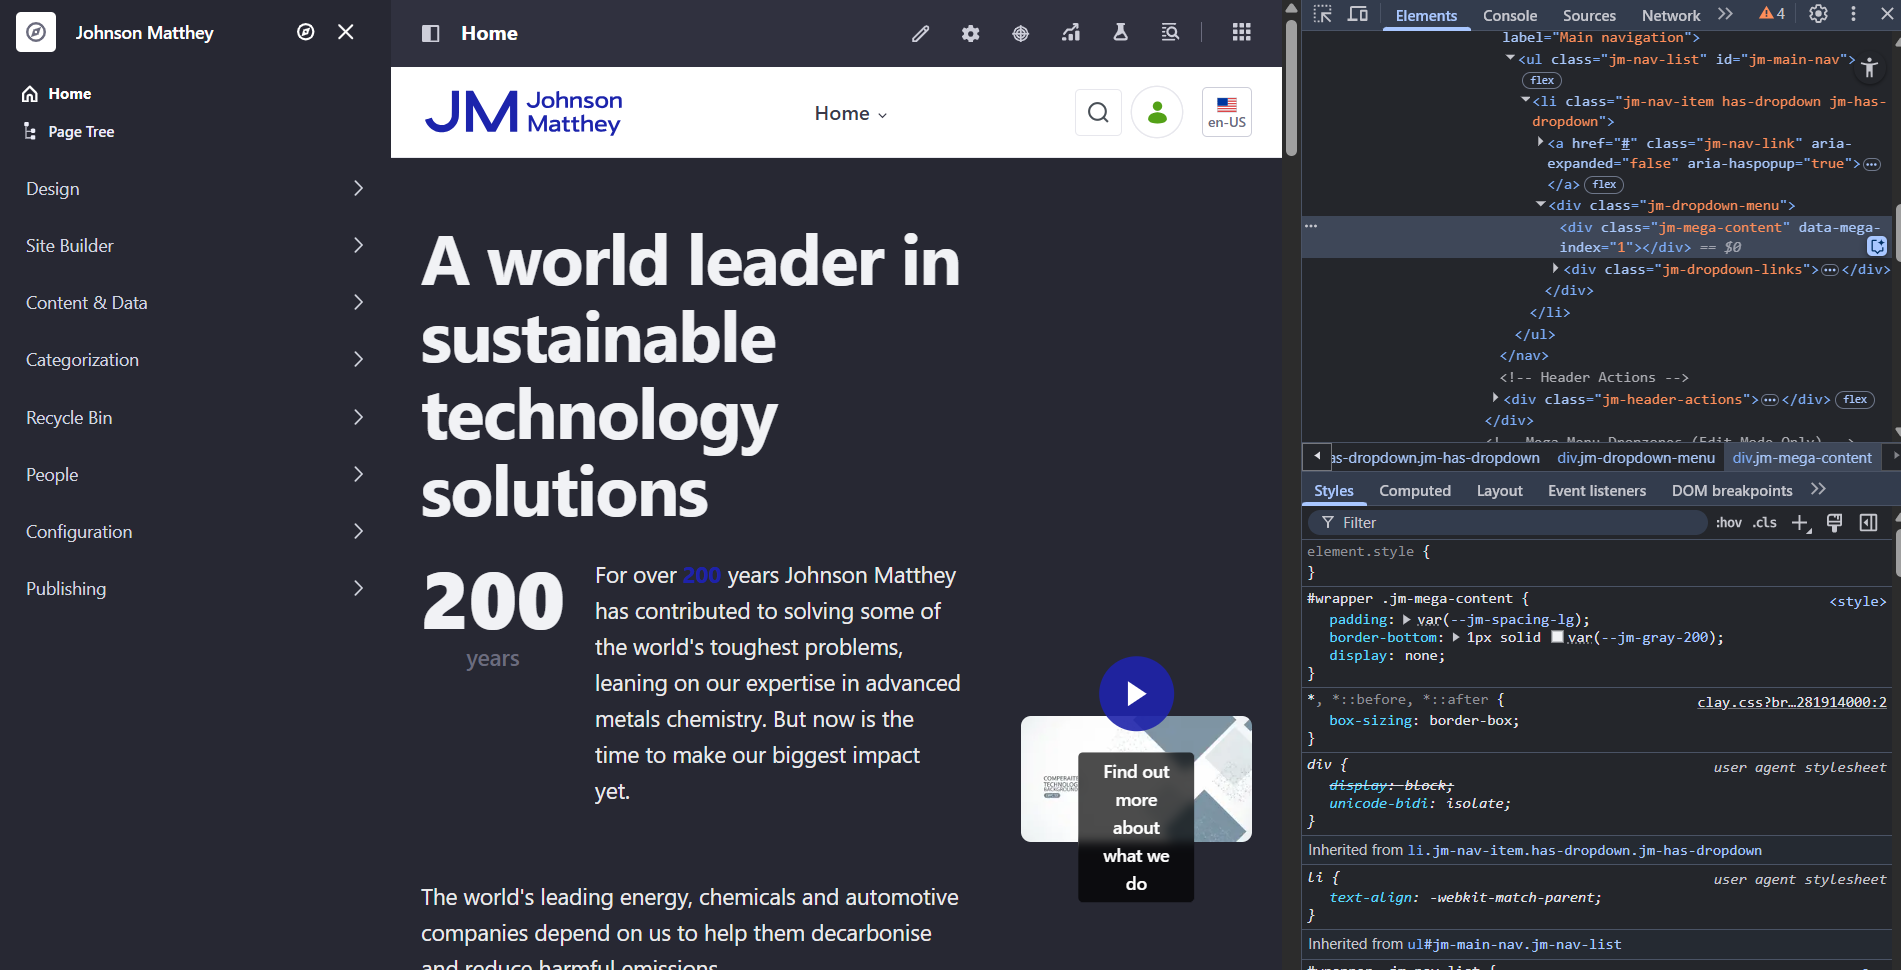 Johnson Matthey
Home
Page Tree
Design
Site Builder
Content & Data
Categorization
Recycle Bin
People
Configuration
Publishing
Home
JM Johnson
Matthey
Home
en-US
A world leader in
sustainable
technology
solutions
200
years
For over 200 years Johnson Matthey
has contributed to solving some of
the world's toughest problems,
leaning on our expertise in advanced
metals chemistry. But now is the
time to make our biggest impact
yet.
Find out
more
about
what we
do
The world's leading energy, chemicals and automotive
companies depend on us to help them decarbonise
and reduce harmful emissions
Elements Console Sources Network 4
label="Main navigation">
<ul class="jm-nav-list" id="jm-main-nav">
flex
<li class="jm-nav-item has-dropdown jm-has-
dropdown">
<a href="#" class="jm-nav-link" aria-
expanded="false" aria-haspopup="true">
</a> flex
<div class="jm-dropdown-menu">
<div class="jm-mega-content" data-mega-
index="1"></div> == $0
<div class="jm-dropdown-links"></div>
</div>
</li>
</ul>
</nav>
<!-- Header Actions -->
<div class="jm-header-actions"></div> flex
</div>
<!-- Mega Menu Dropzones (Edit Mode Only) -->
as-dropdown.jm-has-dropdown div.jm-dropdown-menu div.jm-mega-content
Styles Computed Layout Event listeners DOM breakpoints
Filter :hov .cls
element.style {
}
#wrapper .jm-mega-content { <style>
padding: var(--jm-spacing-lg);
border-bottom: 1px solid var(--jm-gray-200);
display: none;
}
*, *::before, *::after { clay.css?br…281914000:2
box-sizing: border-box;
}
div { user agent stylesheet
display: block;
unicode-bidi: isolate;
}
Inherited from li.jm-nav-item.has-dropdown.jm-has-dropdown
li { user agent stylesheet
text-align: -webkit-match-parent;
}
Inherited from ul#jm-main-nav.jm-nav-list
#wrapper .jm-nav-list {